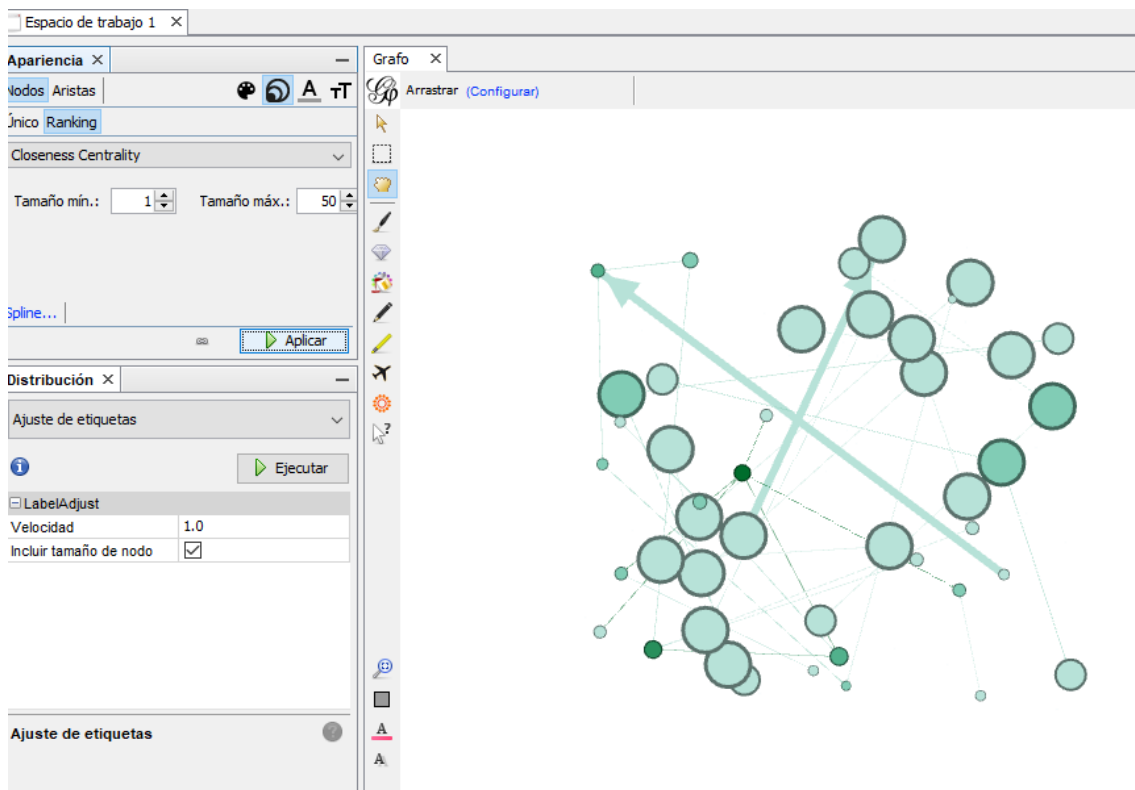 Espacio de trabajo 1
Apariencia
Nodos Aristas
Único Ranking
Closeness Centrality
Tamaño mín.: 1 Tamaño máx.: 50
Spline...
Aplicar
Distribución
Ajuste de etiquetas
Ejecutar
LabelAdjust
Velocidad 1.0
Incluir tamaño de nodo
Ajuste de etiquetas
Grafo
Arrastrar (Configurar)